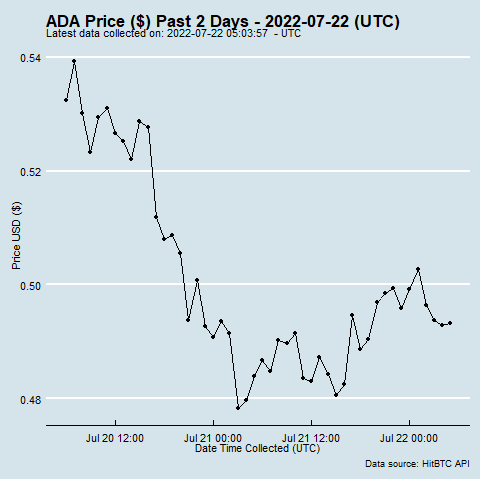 ADA Price ($) Past 2 Days - 2022-07-22 (UTC)
Latest data collected on: 2022-07-22 05:03:57 - UTC
0.54
0.52
0.50
0.48
Price USD ($)
Jul 20 12:00 Jul 21 00:00 Jul 21 12:00 Jul 22 00:00
Date Time Collected (UTC)
Data source: HitBTC API